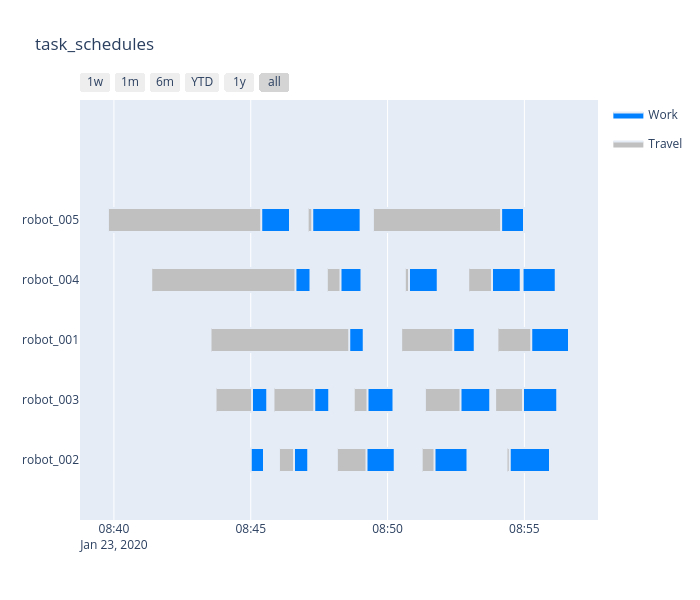 task_schedules
1w 1m 6m YTD 1y all
Work
Travel
robot_005
robot_004
robot_001
robot_003
robot_002
08:40 08:45 08:50 08:55
Jan 23, 2020